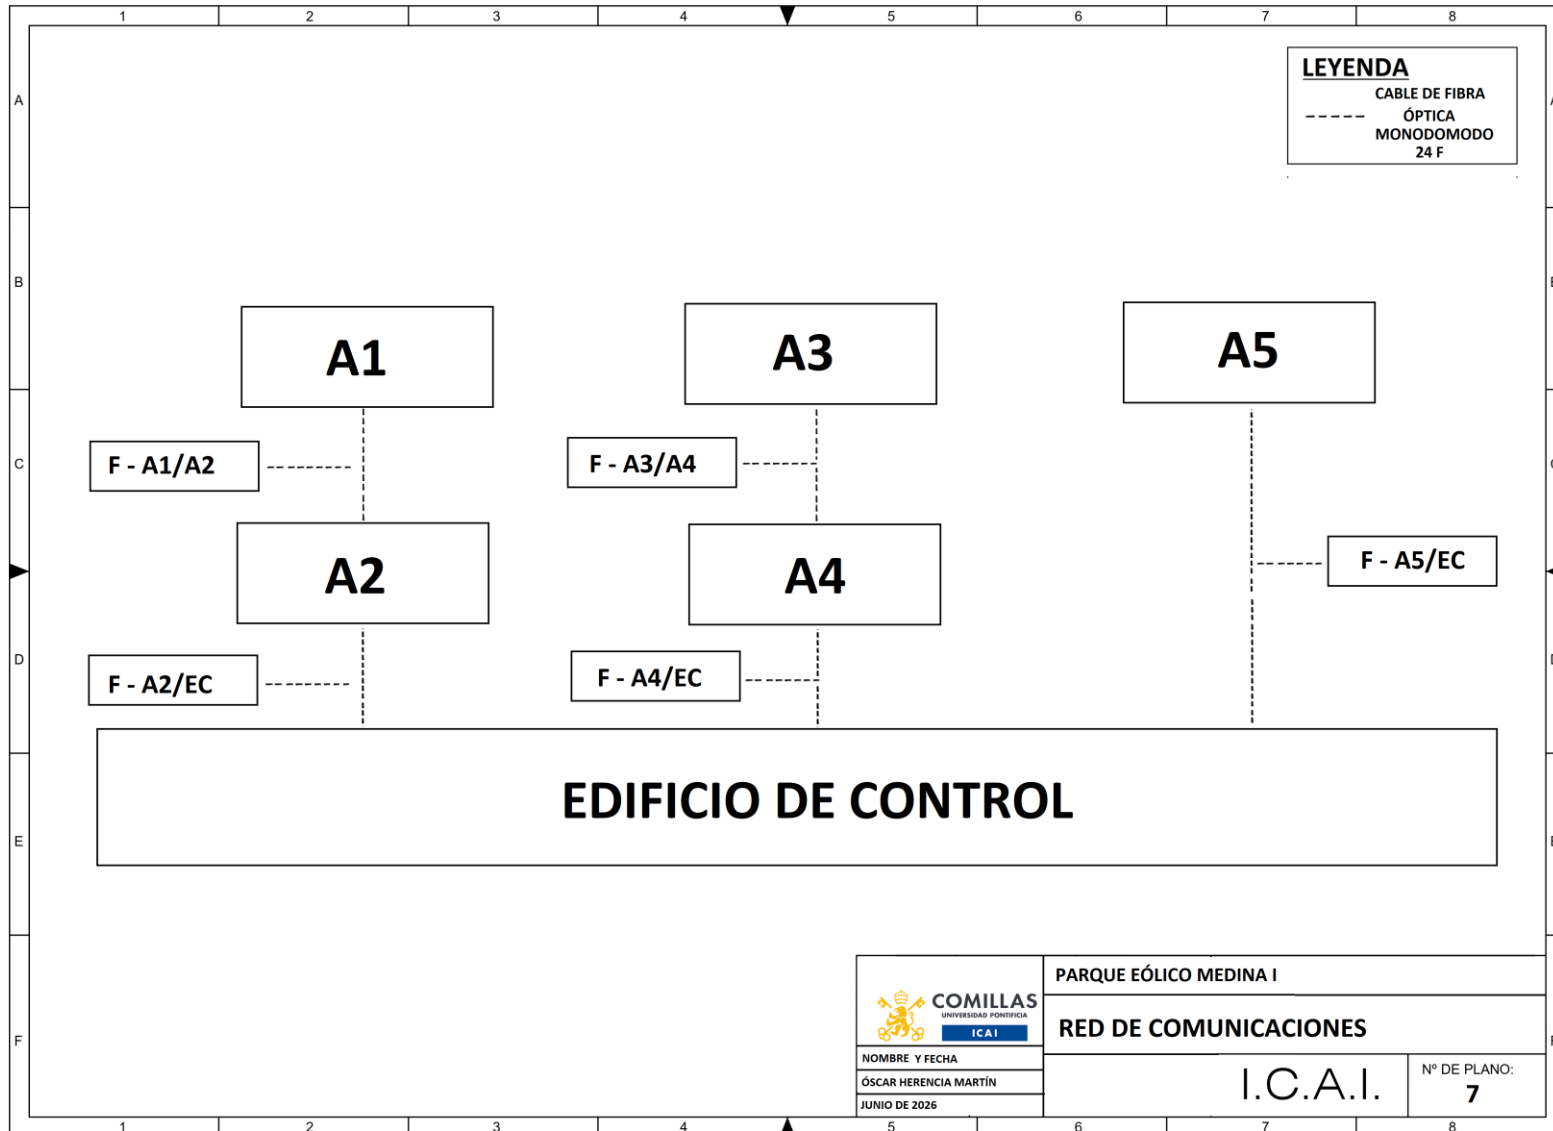 1 2 3 4 5 6 7 8
A
LEYENDA
CABLE DE FIBRA
ÓPTICA
MONODOMODO
24 F
B
A1 A3 A5
C
F - A1/A2 F - A3/A4
A2 A4 F - A5/EC
D
F - A2/EC F - A4/EC
EDIFICIO DE CONTROL
E
COMILLAS
UNIVERSIDAD PONTIFICIA
ICAI
PARQUE EÓLICO MEDINA I
RED DE COMUNICACIONES
F
NOMBRE Y FECHA
ÓSCAR HERENCIA MARTÍN
JUNIO DE 2026
I.C.A.I.
Nº DE PLANO:
7
1 2 3 4 5 6 7 8